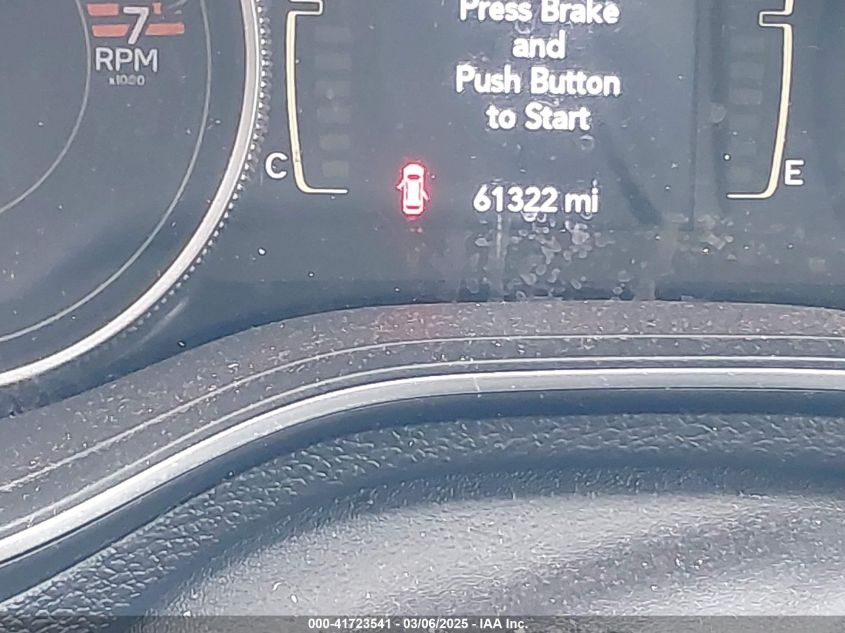 7
RPM
x1000
C
Press Brake
and
Push Button
to Start
61322 mi
E
000-41723541 - 03/06/2025 - IAA Inc.